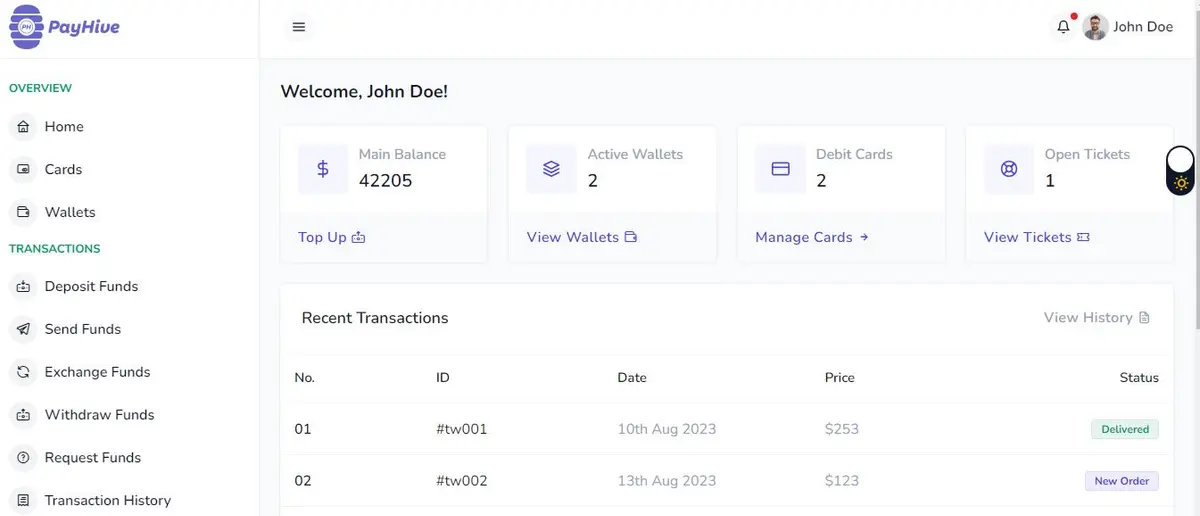 PH PayHive
John Doe
OVERVIEW
Home
Cards
Wallets
TRANSACTIONS
Deposit Funds
Send Funds
Exchange Funds
Withdraw Funds
Request Funds
Transaction History
Welcome, John Doe!
Main Balance
42205
Top Up
Active Wallets
2
View Wallets
Debit Cards
2
Manage Cards
Open Tickets
1
View Tickets
Recent Transactions View History
No. ID Date Price Status
01 #tw001 10th Aug 2023 $253 Delivered
02 #tw002 13th Aug 2023 $123 New Order